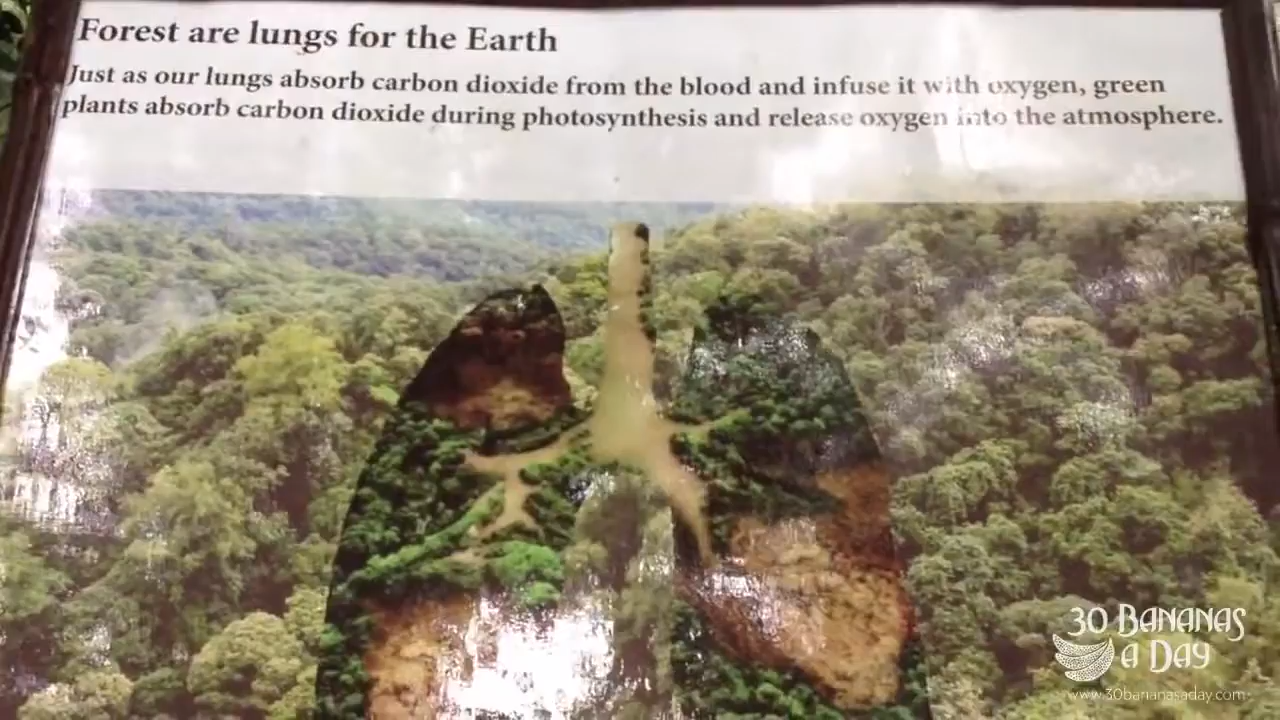 Forest are lungs for the Earth
Just as our lungs absorb carbon dioxide from the blood and infuse it with oxygen, green
plants absorb carbon dioxide during photosynthesis and release oxygen into the atmosphere.
30 BANANAS
A DAY
www.30bananasaday.com